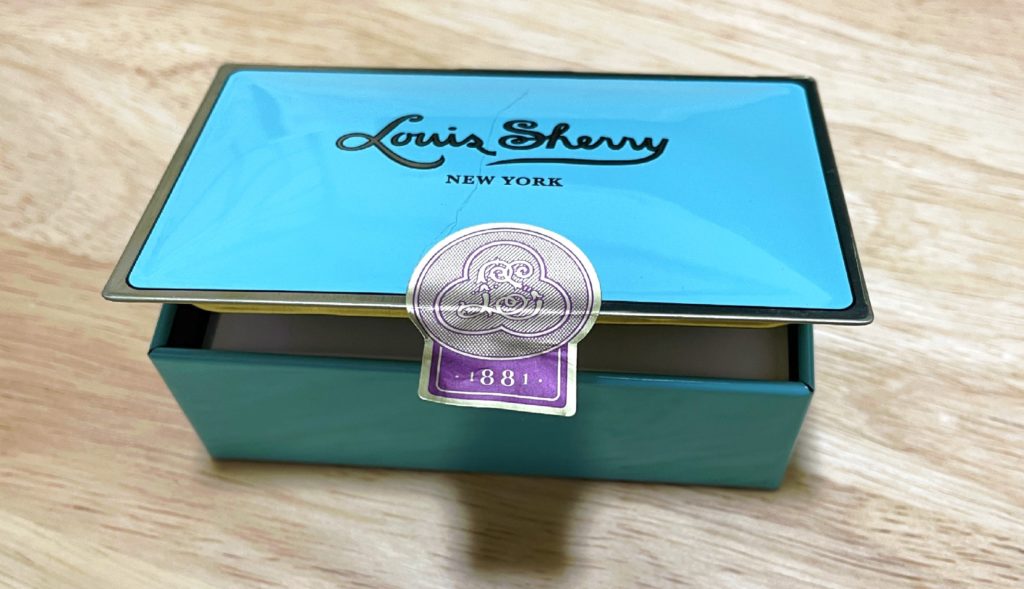 Louis Sherry
NEW YORK
· 1881 ·